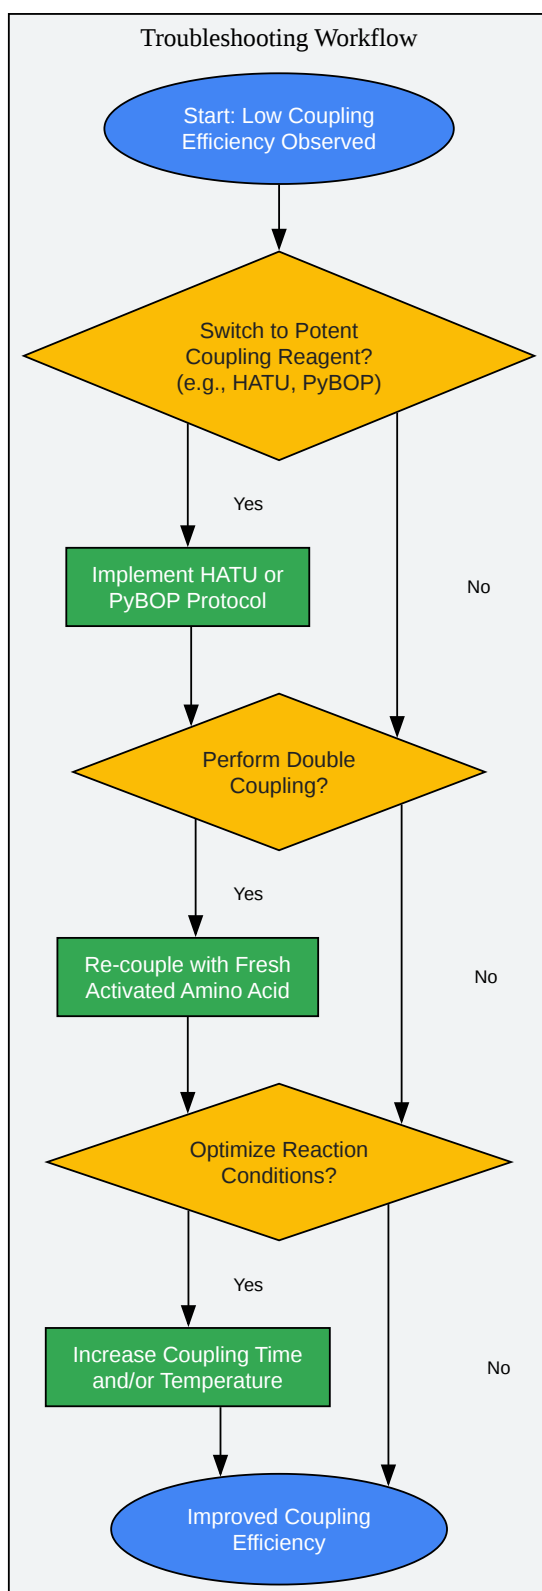 Troubleshooting Workflow
Start: Low Coupling
Efficiency Observed
Switch to Potent
Coupling Reagent?
(e.g., HATU, PyBOP)
Yes
Implement HATU or
PyBOP Protocol
No
Perform Double
Coupling?
Yes
Re-couple with Fresh
Activated Amino Acid
No
Optimize Reaction
Conditions?
Yes
Increase Coupling Time
and/or Temperature
No
Improved Coupling
Efficiency